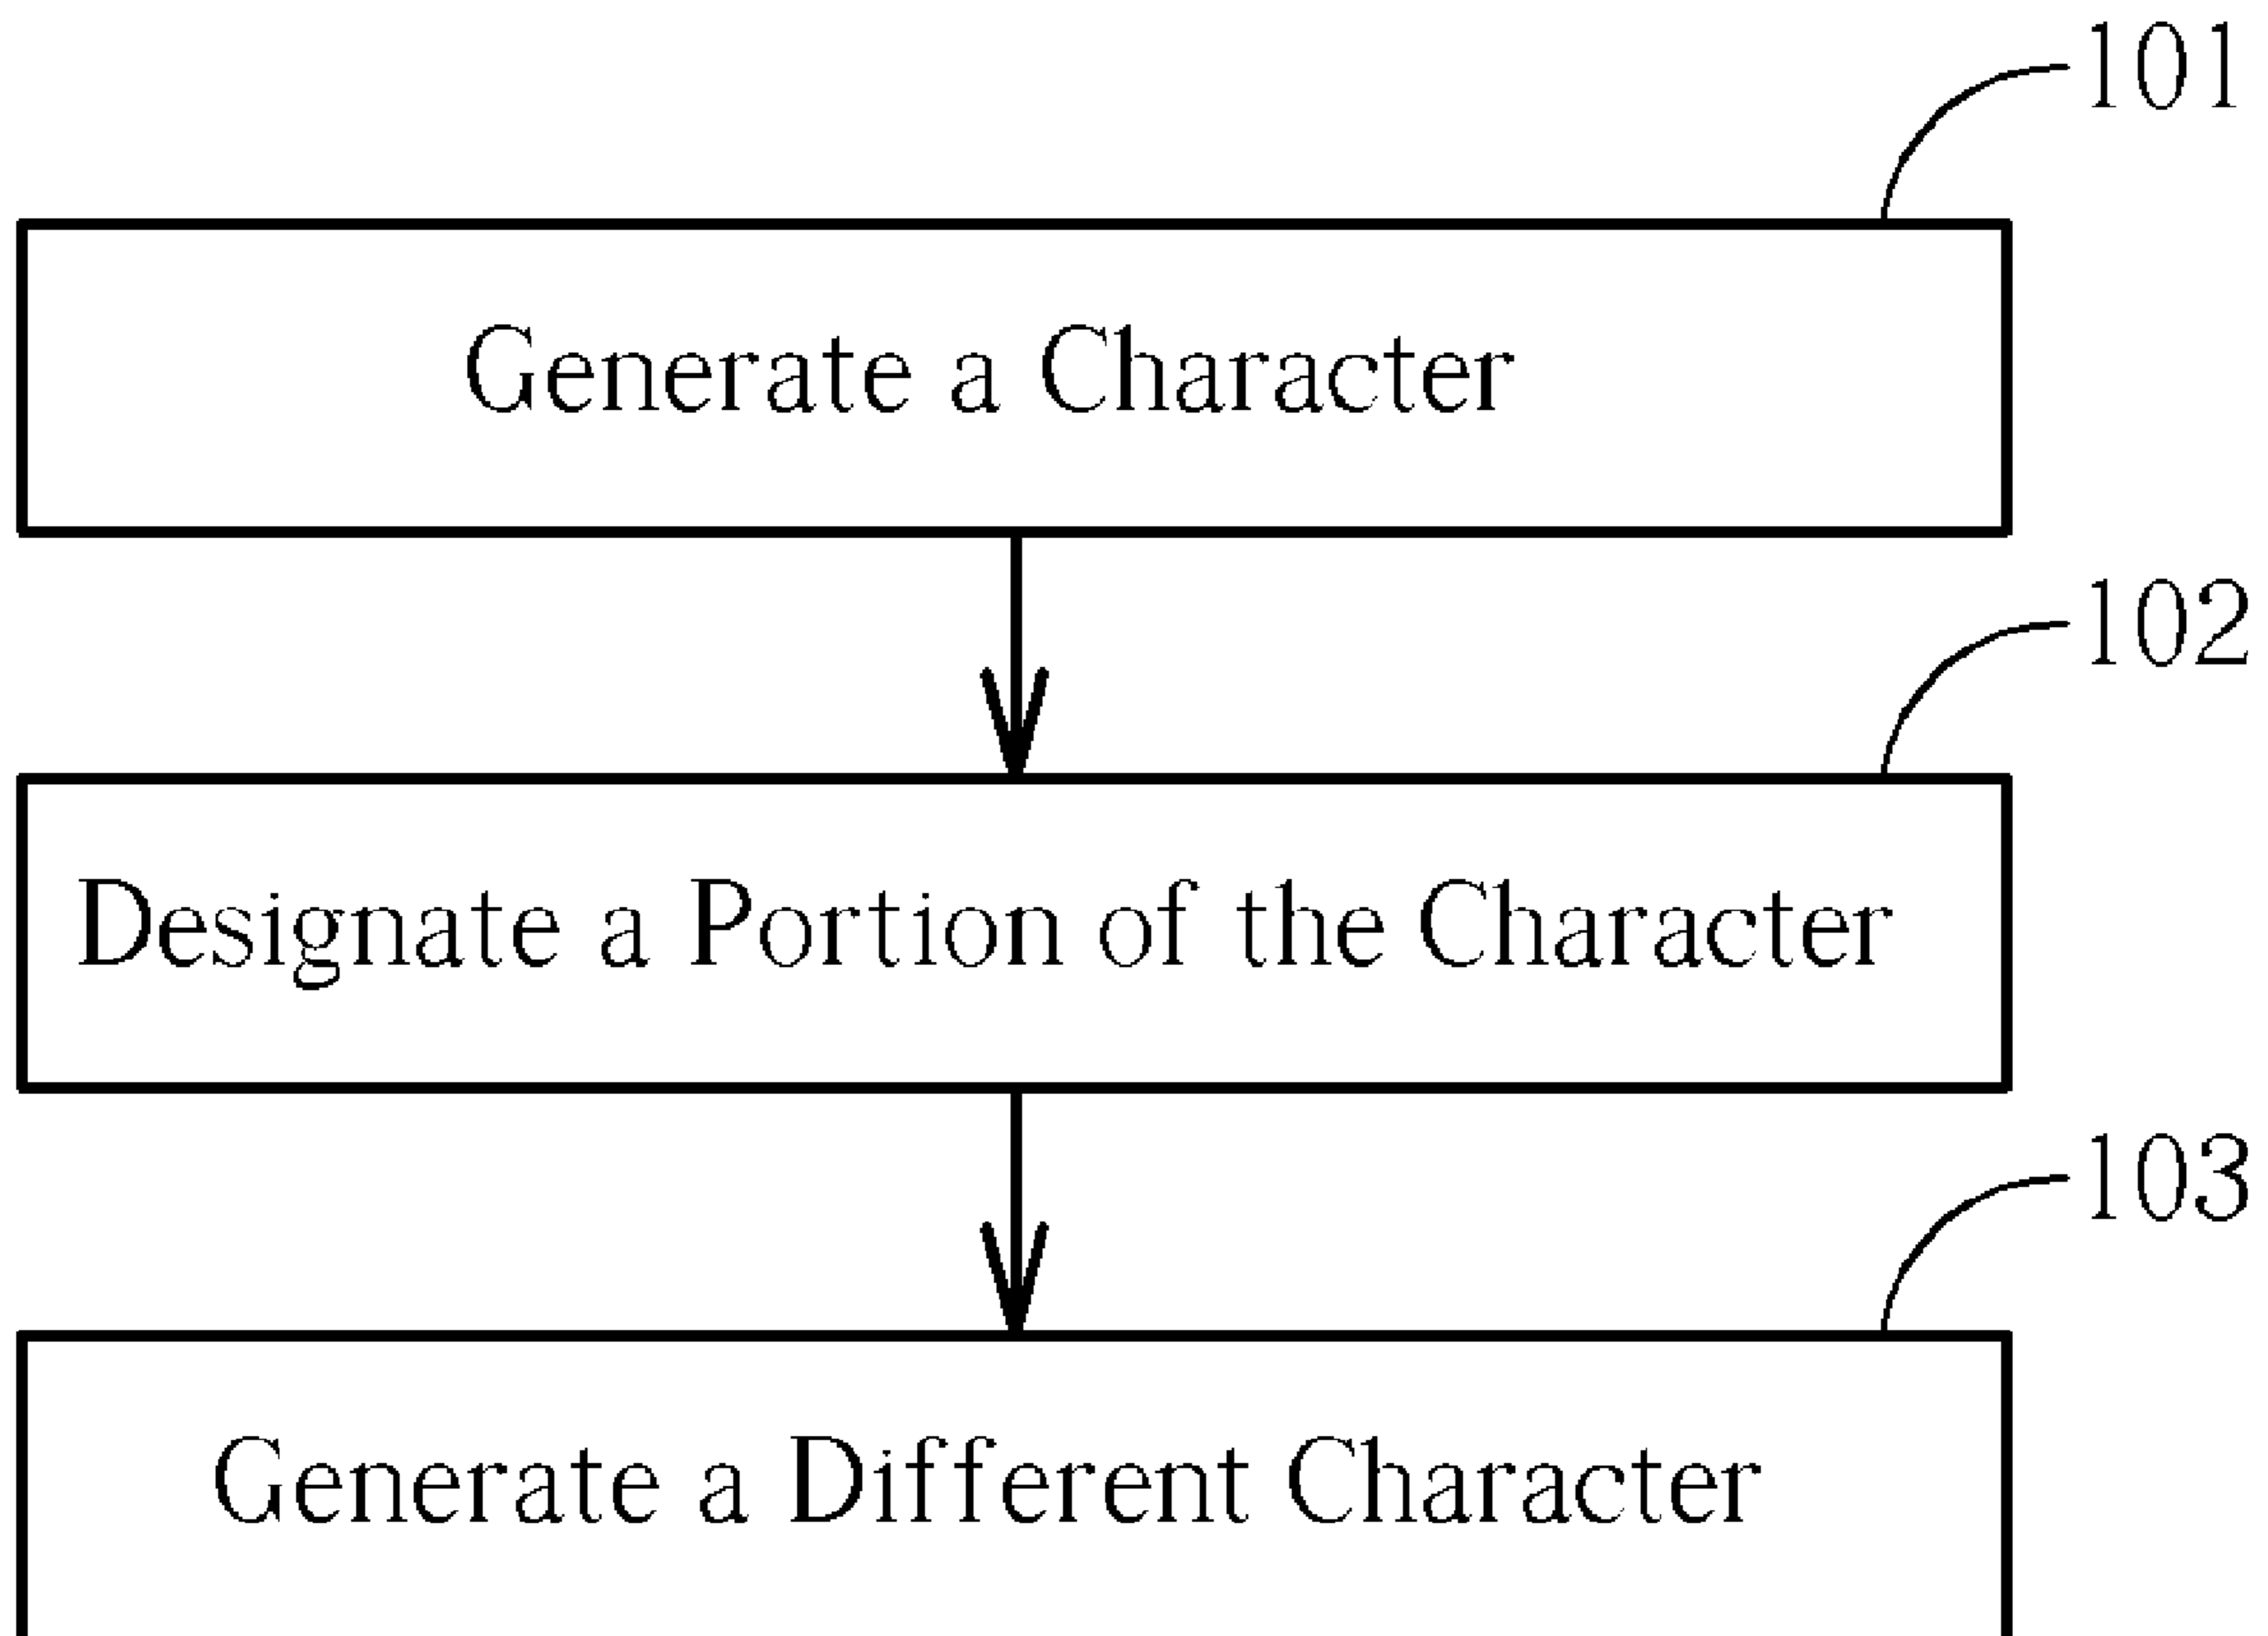 101
Generate a Character
102
Designate a Portion of the Character
103
Generate a Different Character